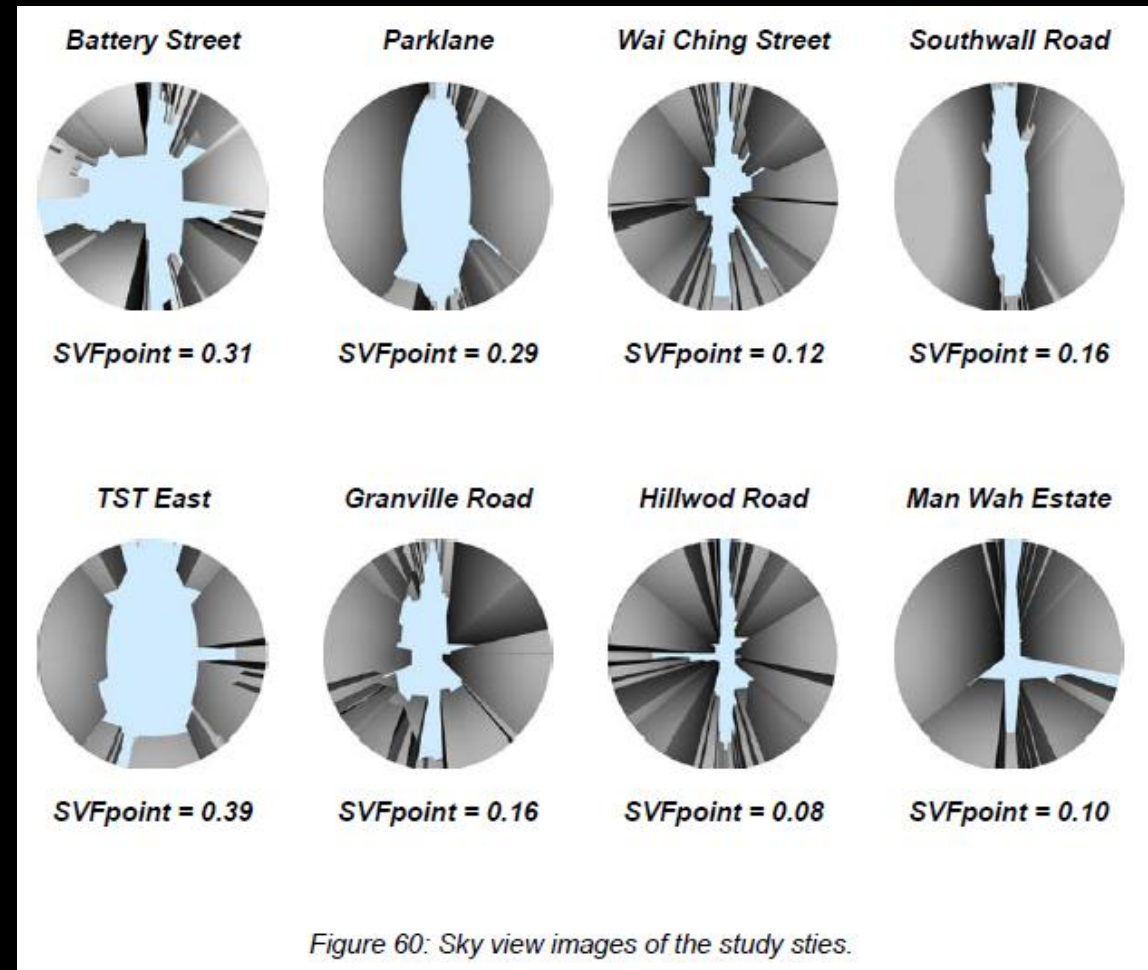 Battery Street
Parklane
Wai Ching Street
Southwall Road
SVFpoint = 0.31
SVFpoint = 0.29
SVFpoint = 0.12
SVFpoint = 0.16
TST East
Granville Road
Hillwod Road
Man Wah Estate
SVFpoint = 0.39
SVFpoint = 0.16
SVFpoint = 0.08
SVFpoint = 0.10
Figure 60: Sky view images of the study sties.